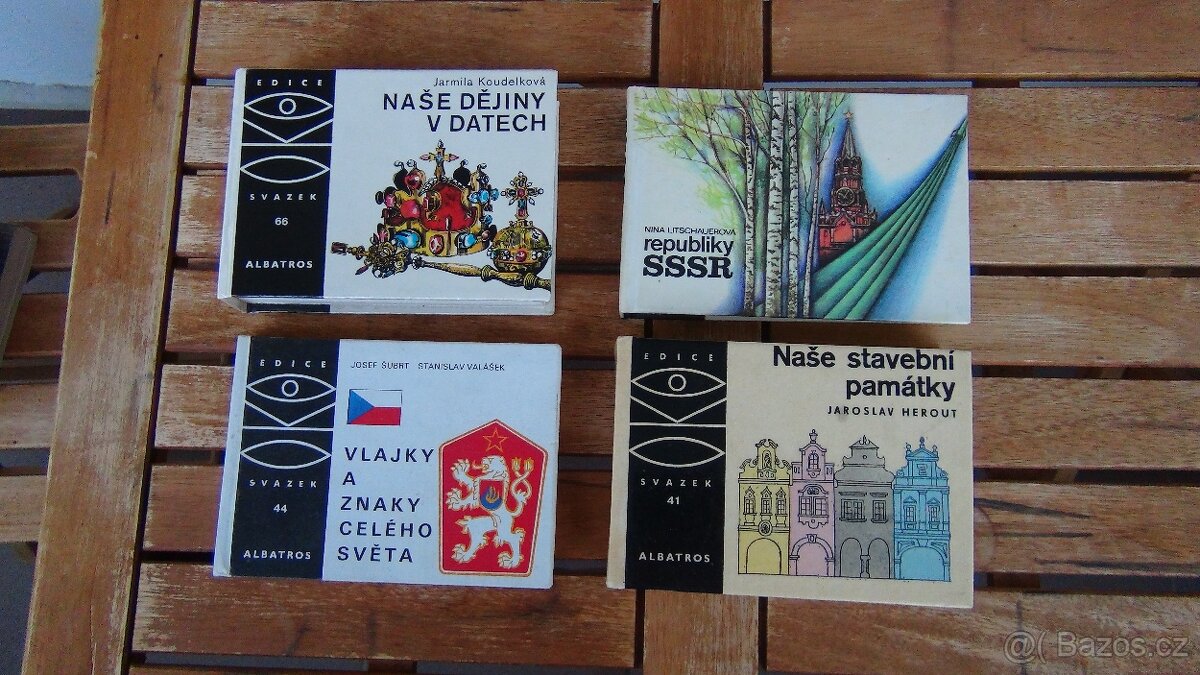 EDICE
SVAZEK
66
ALBATROS
Jarmila Koudelková
NAŠE DĚJINY
V DATECH
NINA LITSCHAUEROVÁ
republiky
SSSR
EDICE
SVAZEK
44
ALBATROS
JOSEF ŠUBRT STANISLAV VALÁŠEK
VLAJKY
A
ZNAKY
CELÉHO
SVĚTA
EDICE
SVAZEK
41
ALBATROS
Naše stavební
památky
JAROSLAV HEROUT
@( Bazos.cz